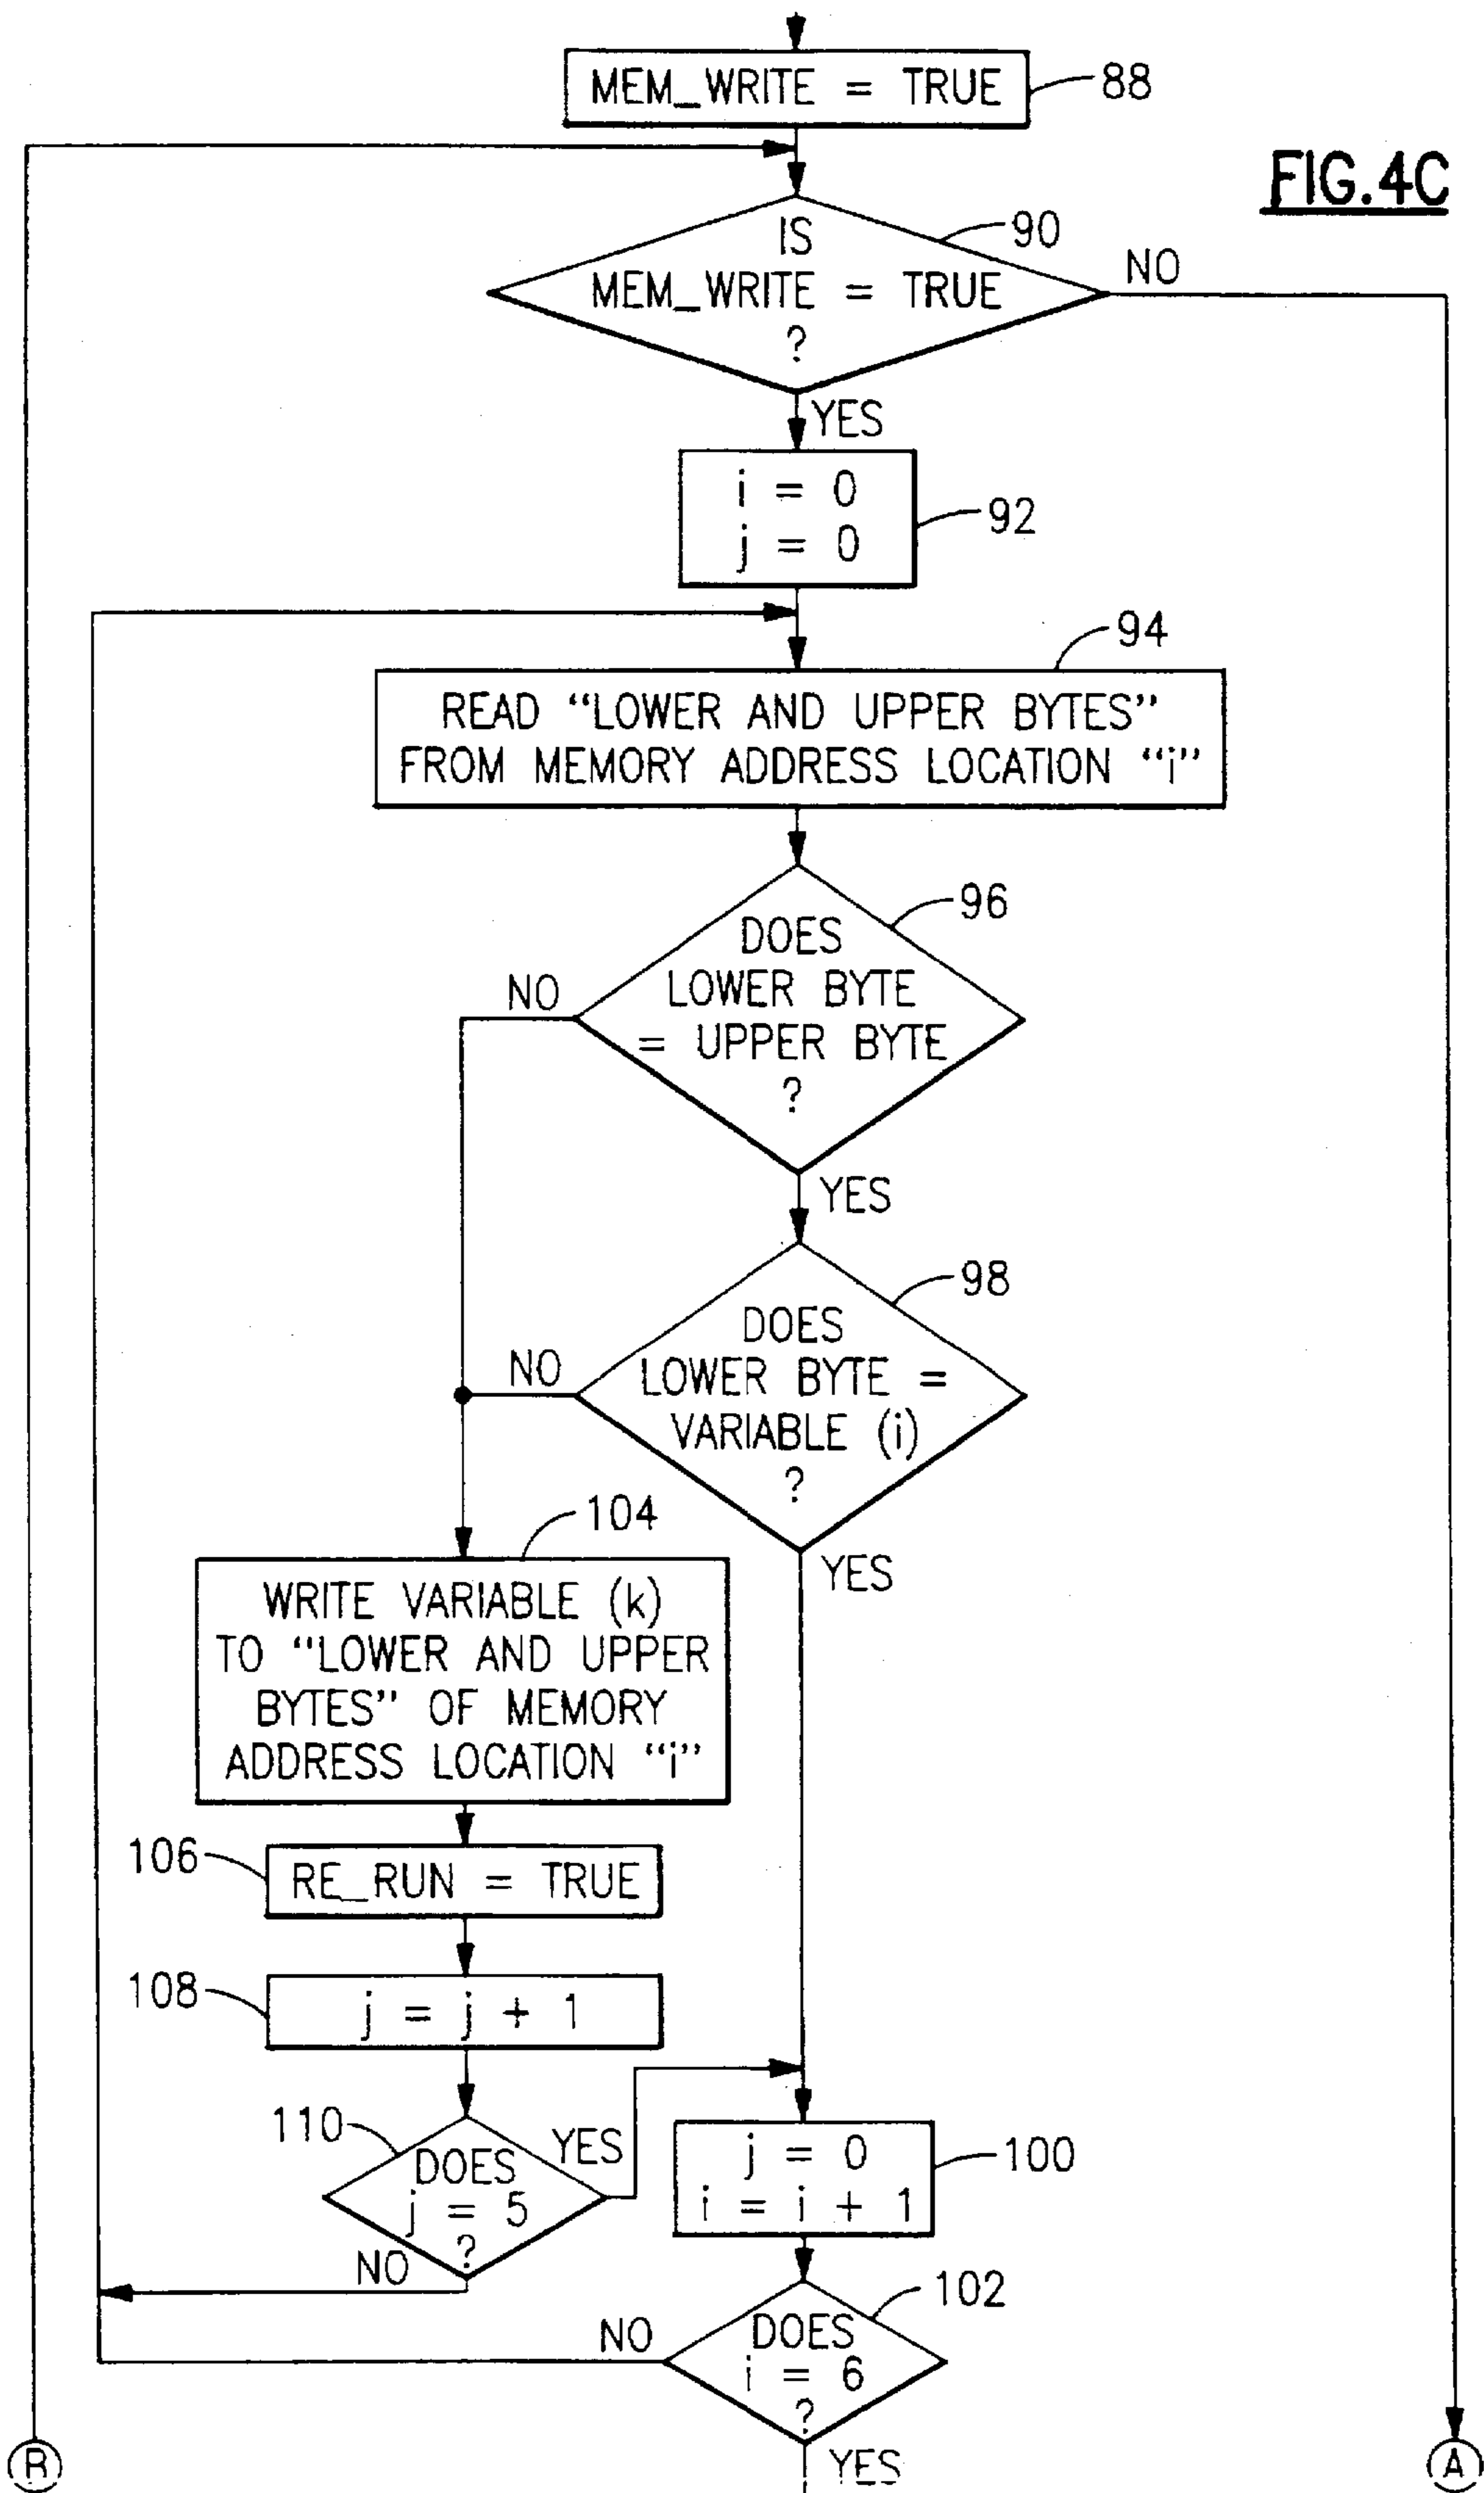 MEM_WRITE = TRUE
88
FIG.4C
IS
MEM_WRITE = TRUE
?
90
NO
YES
i = 0
j = 0
92
94
READ “LOWER AND UPPER BYTES”
FROM MEMORY ADDRESS LOCATION “i”
96
DOES
LOWER BYTE
= UPPER BYTE
?
NO
YES
98
DOES
LOWER BYTE =
VARIABLE (i)
?
NO
YES
104
WRITE VARIABLE (k)
TO “LOWER AND UPPER
BYTES” OF MEMORY
ADDRESS LOCATION “i”
106
RE_RUN = TRUE
108
j = j + 1
110
DOES
j = 5
?
YES
NO
j = 0
i = i + 1
100
102
DOES
i = 6
?
NO
YES
B
A